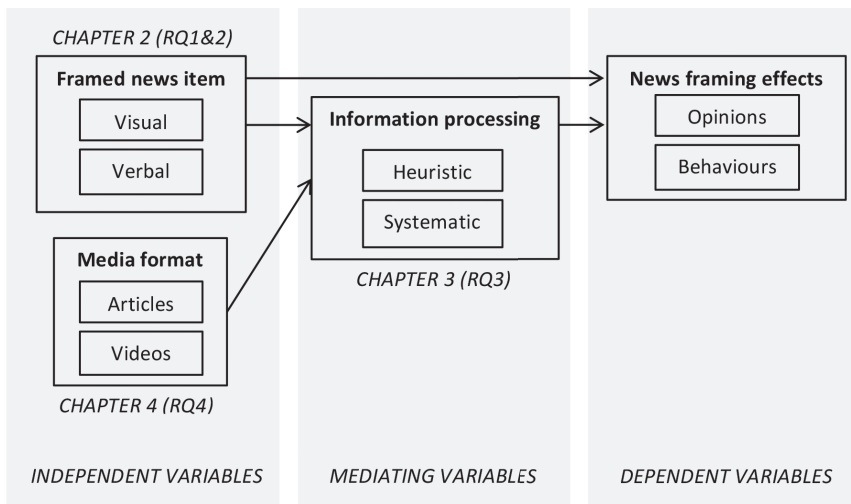 CHAPTER 2 (RQ1&2)
Framed news item
Visual
Verbal
Media format
Articles
Videos
CHAPTER 4 (RQ4)
INDEPENDENT VARIABLES
Information processing
Heuristic
Systematic
CHAPTER 3 (RQ3)
MEDIATING VARIABLES
News framing effects
Opinions
Behaviours
DEPENDENT VARIABLES